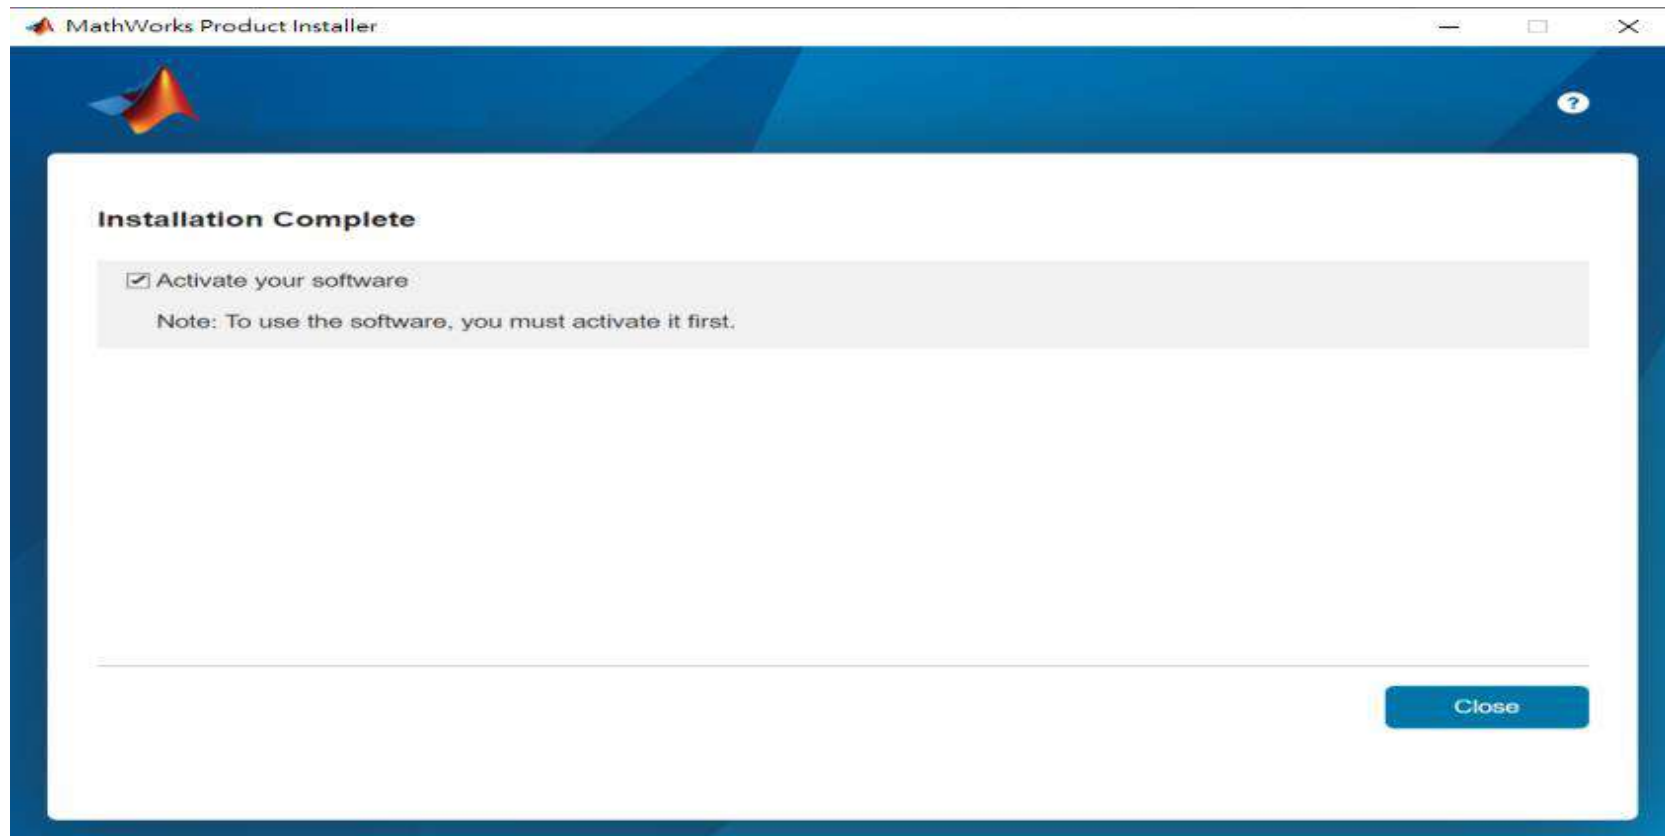 MathWorks Product Installer
?
Installation Complete
Activate your software
Note: To use the software, you must activate it first.
Close